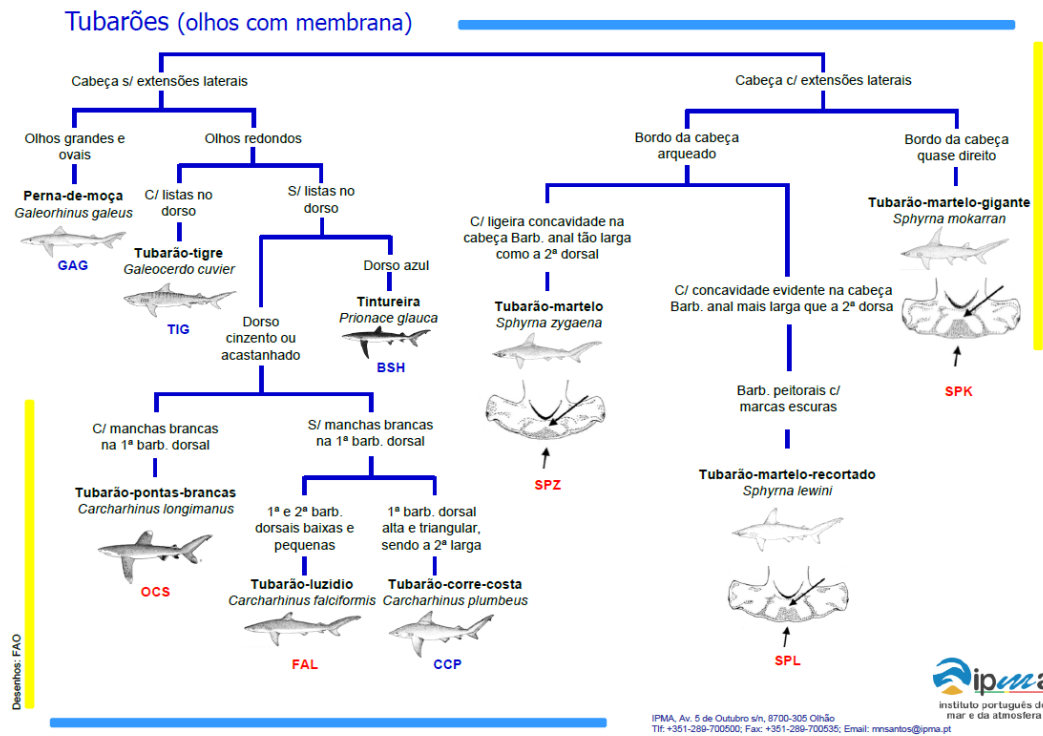 Tubarões (olhos com membrana)
Cabeça s/ extensões laterais
Cabeça c/ extensões laterais
Olhos grandes e
ovais
Olhos redondos
Bordo da cabeça
arqueado
Bordo da cabeça
quase direito
Perna-de-moça
Galeorhinus galeus
GAG
C/ listas no
dorso
S/ listas no
dorso
Tubarão-tigre
Galeocerdo cuvier
TIG
Dorso azul
Tintureira
Prionace glauca
BSH
Dorso
cinzento ou
acastanhado
C/ ligeira concavidade na
cabeça Barb. anal tão larga
como a 2ª dorsal
Tubarão-martelo
Sphyrna zygaena
SPZ
C/ concavidade evidente na cabeça
Barb. anal mais larga que a 2ª dorsa
Barb. peitorais c/
marcas escuras
Tubarão-martelo-recortado
Sphyrna lewini
SPL
Tubarão-martelo-gigante
Sphyrna mokarran
SPK
C/ manchas brancas
na 1ª barb. dorsal
S/ manchas brancas
na 1ª barb. dorsal
Tubarão-pontas-brancas
Carcharhinus longimanus
OCS
1ª e 2ª barb.
dorsais baixas e
pequenas
1ª barb. dorsal
alta e triangular,
sendo a 2ª larga
Tubarão-luzidio
Carcharhinus falciformis
FAL
Tubarão-corre-costa
Carcharhinus plumbeus
CCP
Desenhos: FAO
ipma
instituto português do
mar e da atmosfera
IPMA, Av. 5 de Outubro s/n, 8700-305 Olhão
Tlf: +351-289-700500; Fax: +351-289-700535; Email: mnsantos@ipma.pt